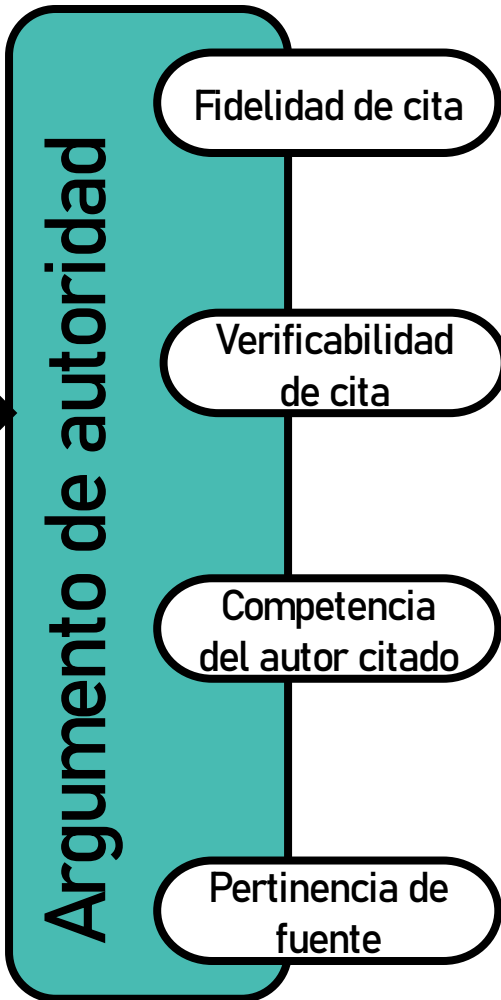 Argumento de autoridad
Fidelidad de cita
Verificabilidad
de cita
Competencia
del autor citado
Pertinencia de
fuente